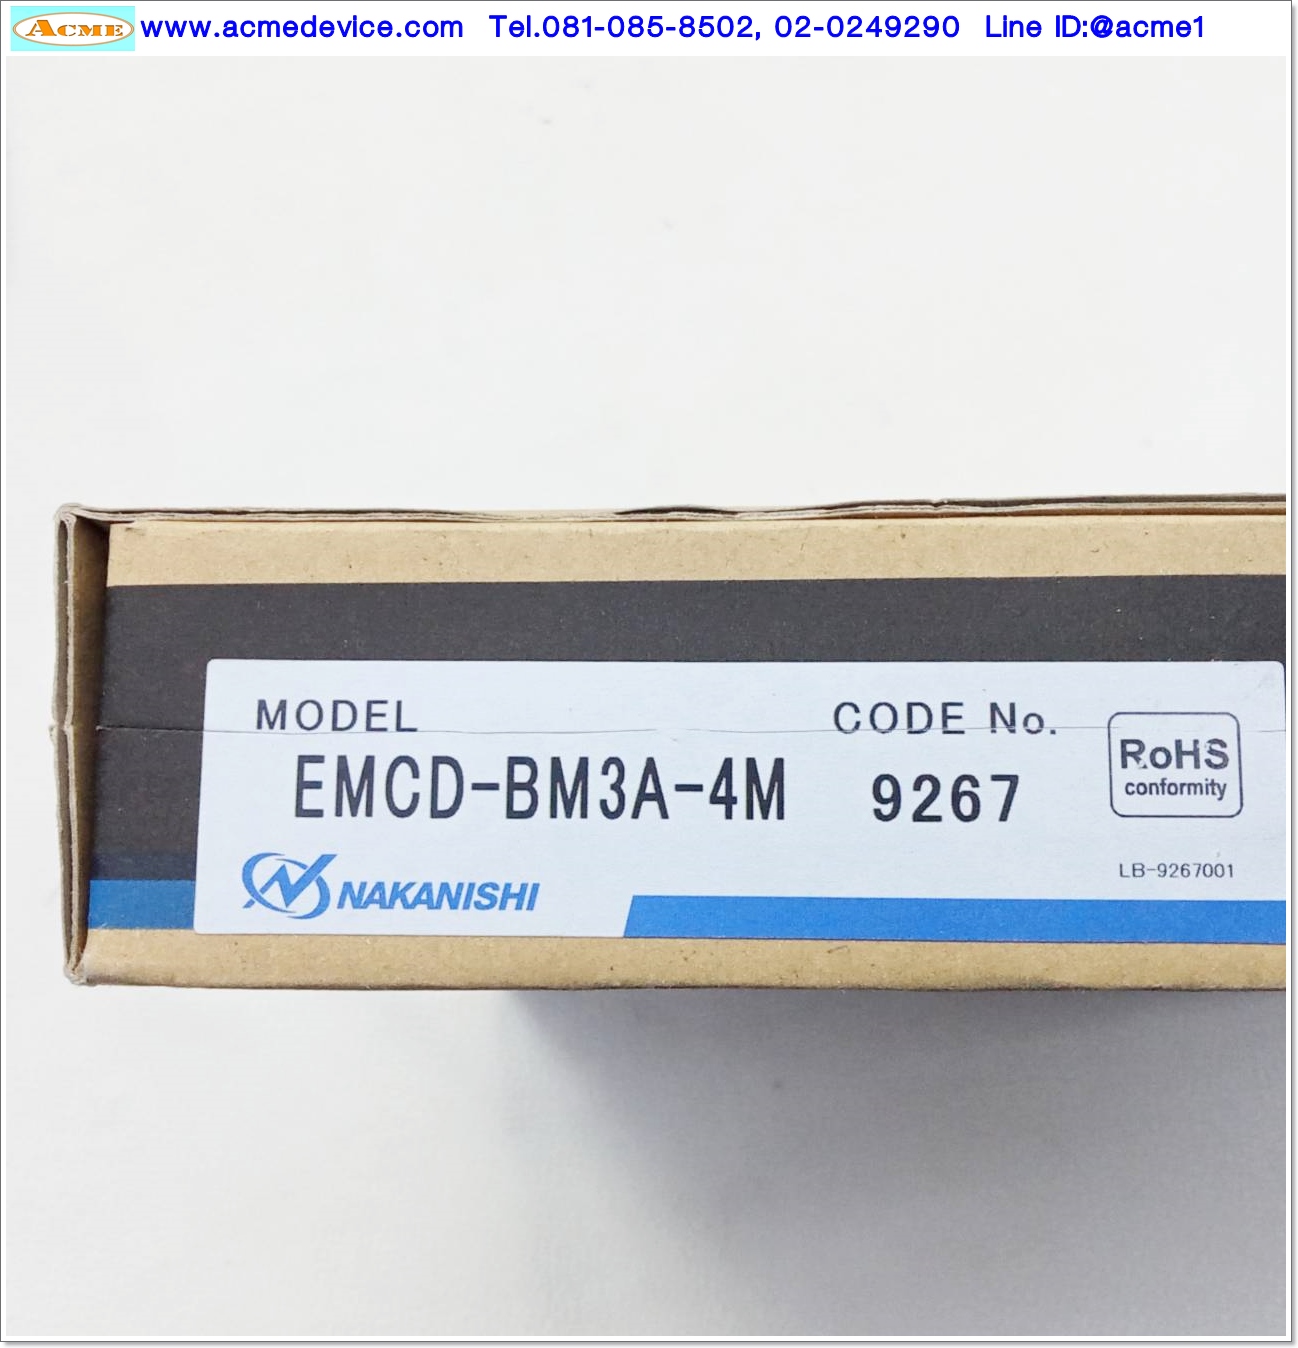 ACME www.acmedevice.com Tel.081-085-8502, 02-0249290 Line ID:@acme1
MODEL CODE No.
EMCD-BM3A-4M 9267
RoHS
conformity
LB-9267001
NAKANISHI